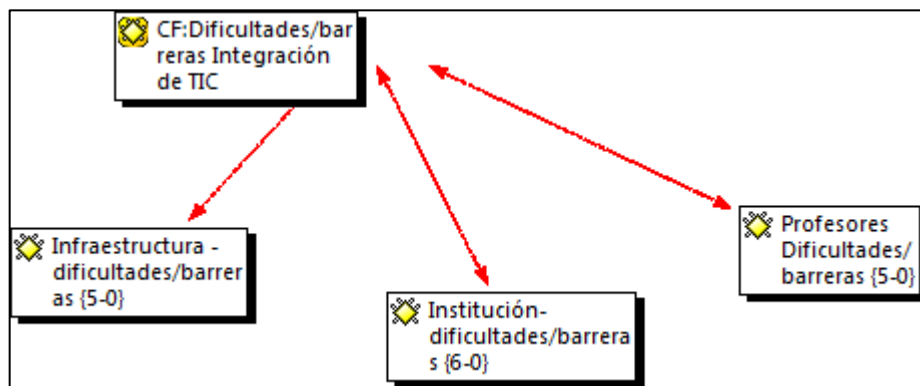 CF:Dificultades/bar
reras Integración
de TIC
Infraestructura -
dificultades/barrer
as {5-0}
Institución-
dificultades/barrera
s {6-0}
Profesores
Dificultades/
barreras {5-0}